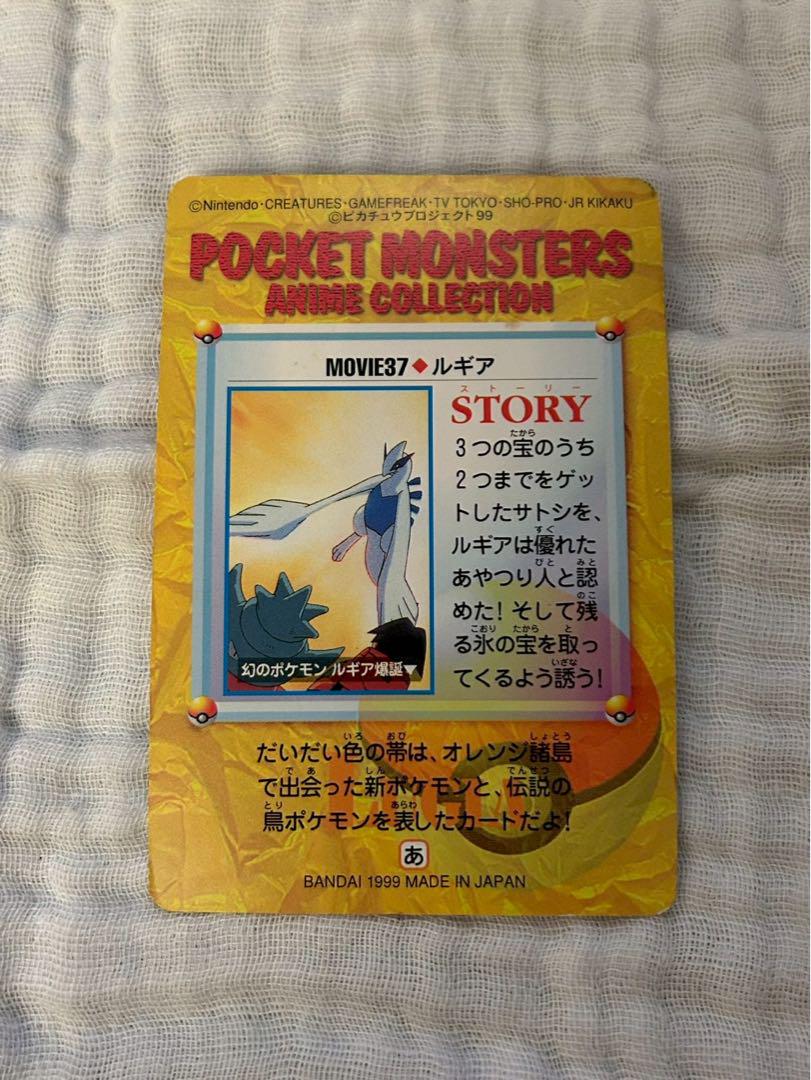 ©Nintendo・CREATURES・GAMEFREAK・TV TOKYO・SHO-PRO・JR KIKAKU
©ピカチュウプロジェクト99
POCKET MONSTERS
ANIME COLLECTION
MOVIE37◆ルギア
ストーリー
STORY
3つの宝のうち
2つまでをゲッ
トしたサトシを、
ルギアは優れた
あやつり人と認
めた! そして残
る氷の宝を取っ
てくるよう誘う!
幻のポケモン ルギア爆誕▼
だいだい色の帯は、オレンジ諸島
で出会った新ポケモンと、伝説の
鳥ポケモンを表したカードだよ!
あ
BANDAI 1999 MADE IN JAPAN